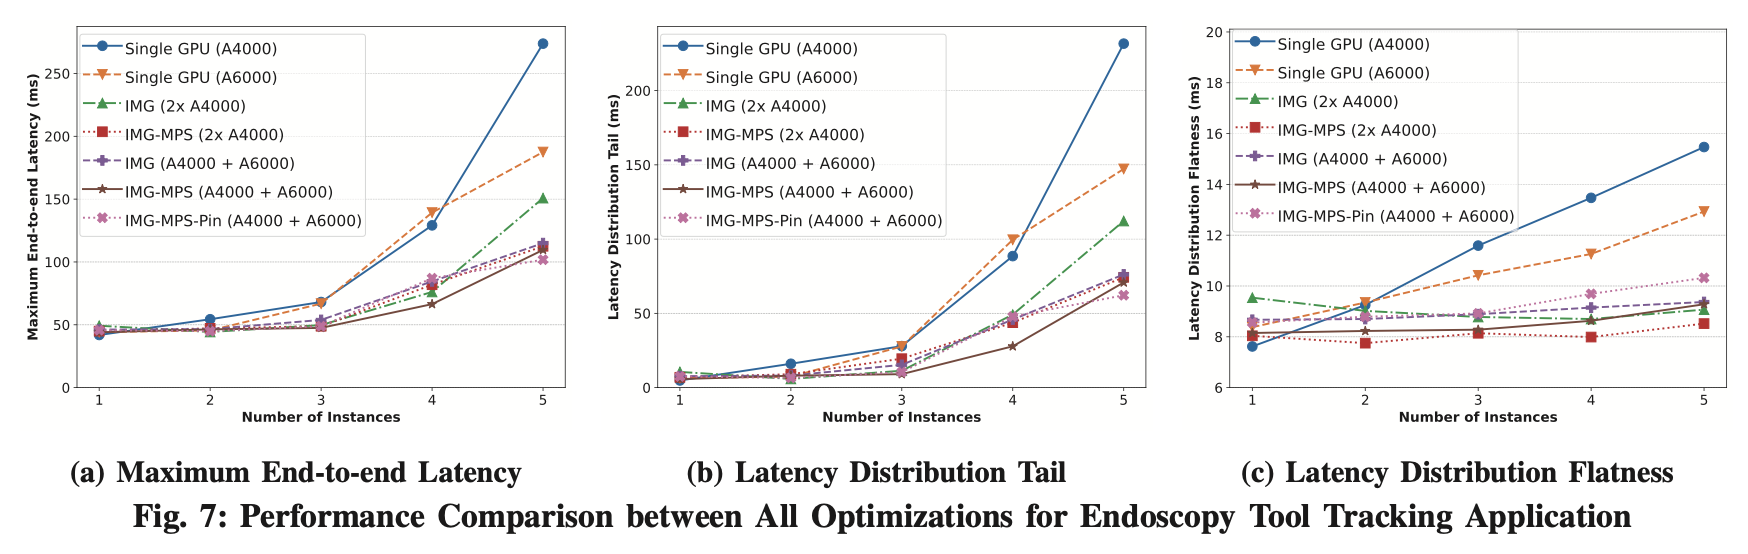 Maximum End-to-end Latency (ms)
250
200
150
100
50
0
Single GPU (A4000)
Single GPU (A6000)
IMG (2x A4000)
IMG-MPS (2x A4000)
IMG (A4000 + A6000)
IMG-MPS (A4000 + A6000)
IMG-MPS-Pin (A4000 + A6000)
1 2 3 4 5
Number of Instances
(a) Maximum End-to-end Latency
Latency Distribution Tail (ms)
200
150
100
50
0
Single GPU (A4000)
Single GPU (A6000)
IMG (2x A4000)
IMG-MPS (2x A4000)
IMG (A4000 + A6000)
IMG-MPS (A4000 + A6000)
IMG-MPS-Pin (A4000 + A6000)
1 2 3 4 5
Number of Instances
(b) Latency Distribution Tail
Latency Distribution Flatness (ms)
20
18
16
14
12
10
8
6
Single GPU (A4000)
Single GPU (A6000)
IMG (2x A4000)
IMG-MPS (2x A4000)
IMG (A4000 + A6000)
IMG-MPS (A4000 + A6000)
IMG-MPS-Pin (A4000 + A6000)
1 2 3 4 5
Number of Instances
(c) Latency Distribution Flatness
Fig. 7: Performance Comparison between All Optimizations for Endoscopy Tool Tracking Application